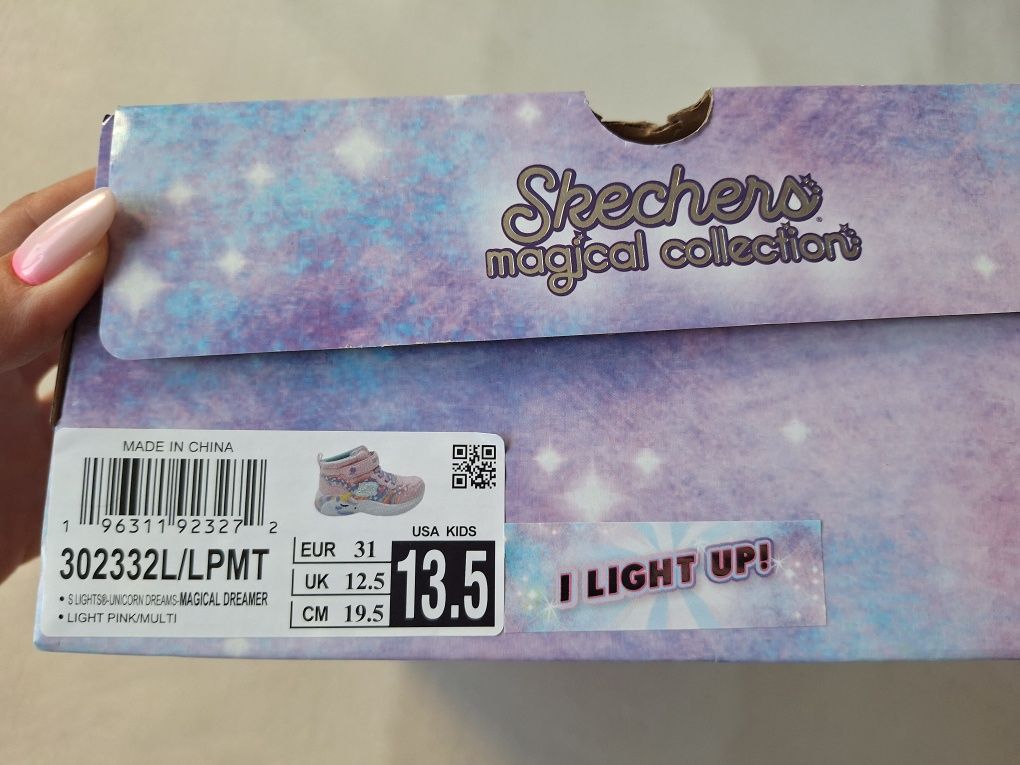 Skechers
magical collection
MADE IN CHINA
1 96311 92327 2
302332L/LPMT
• S LIGHTS®-UNICORN DREAMS-MAGICAL DREAMER
• LIGHT PINK/MULTI
EUR 31
UK 12.5
CM 19.5
USA KIDS
13.5
I LIGHT UP!